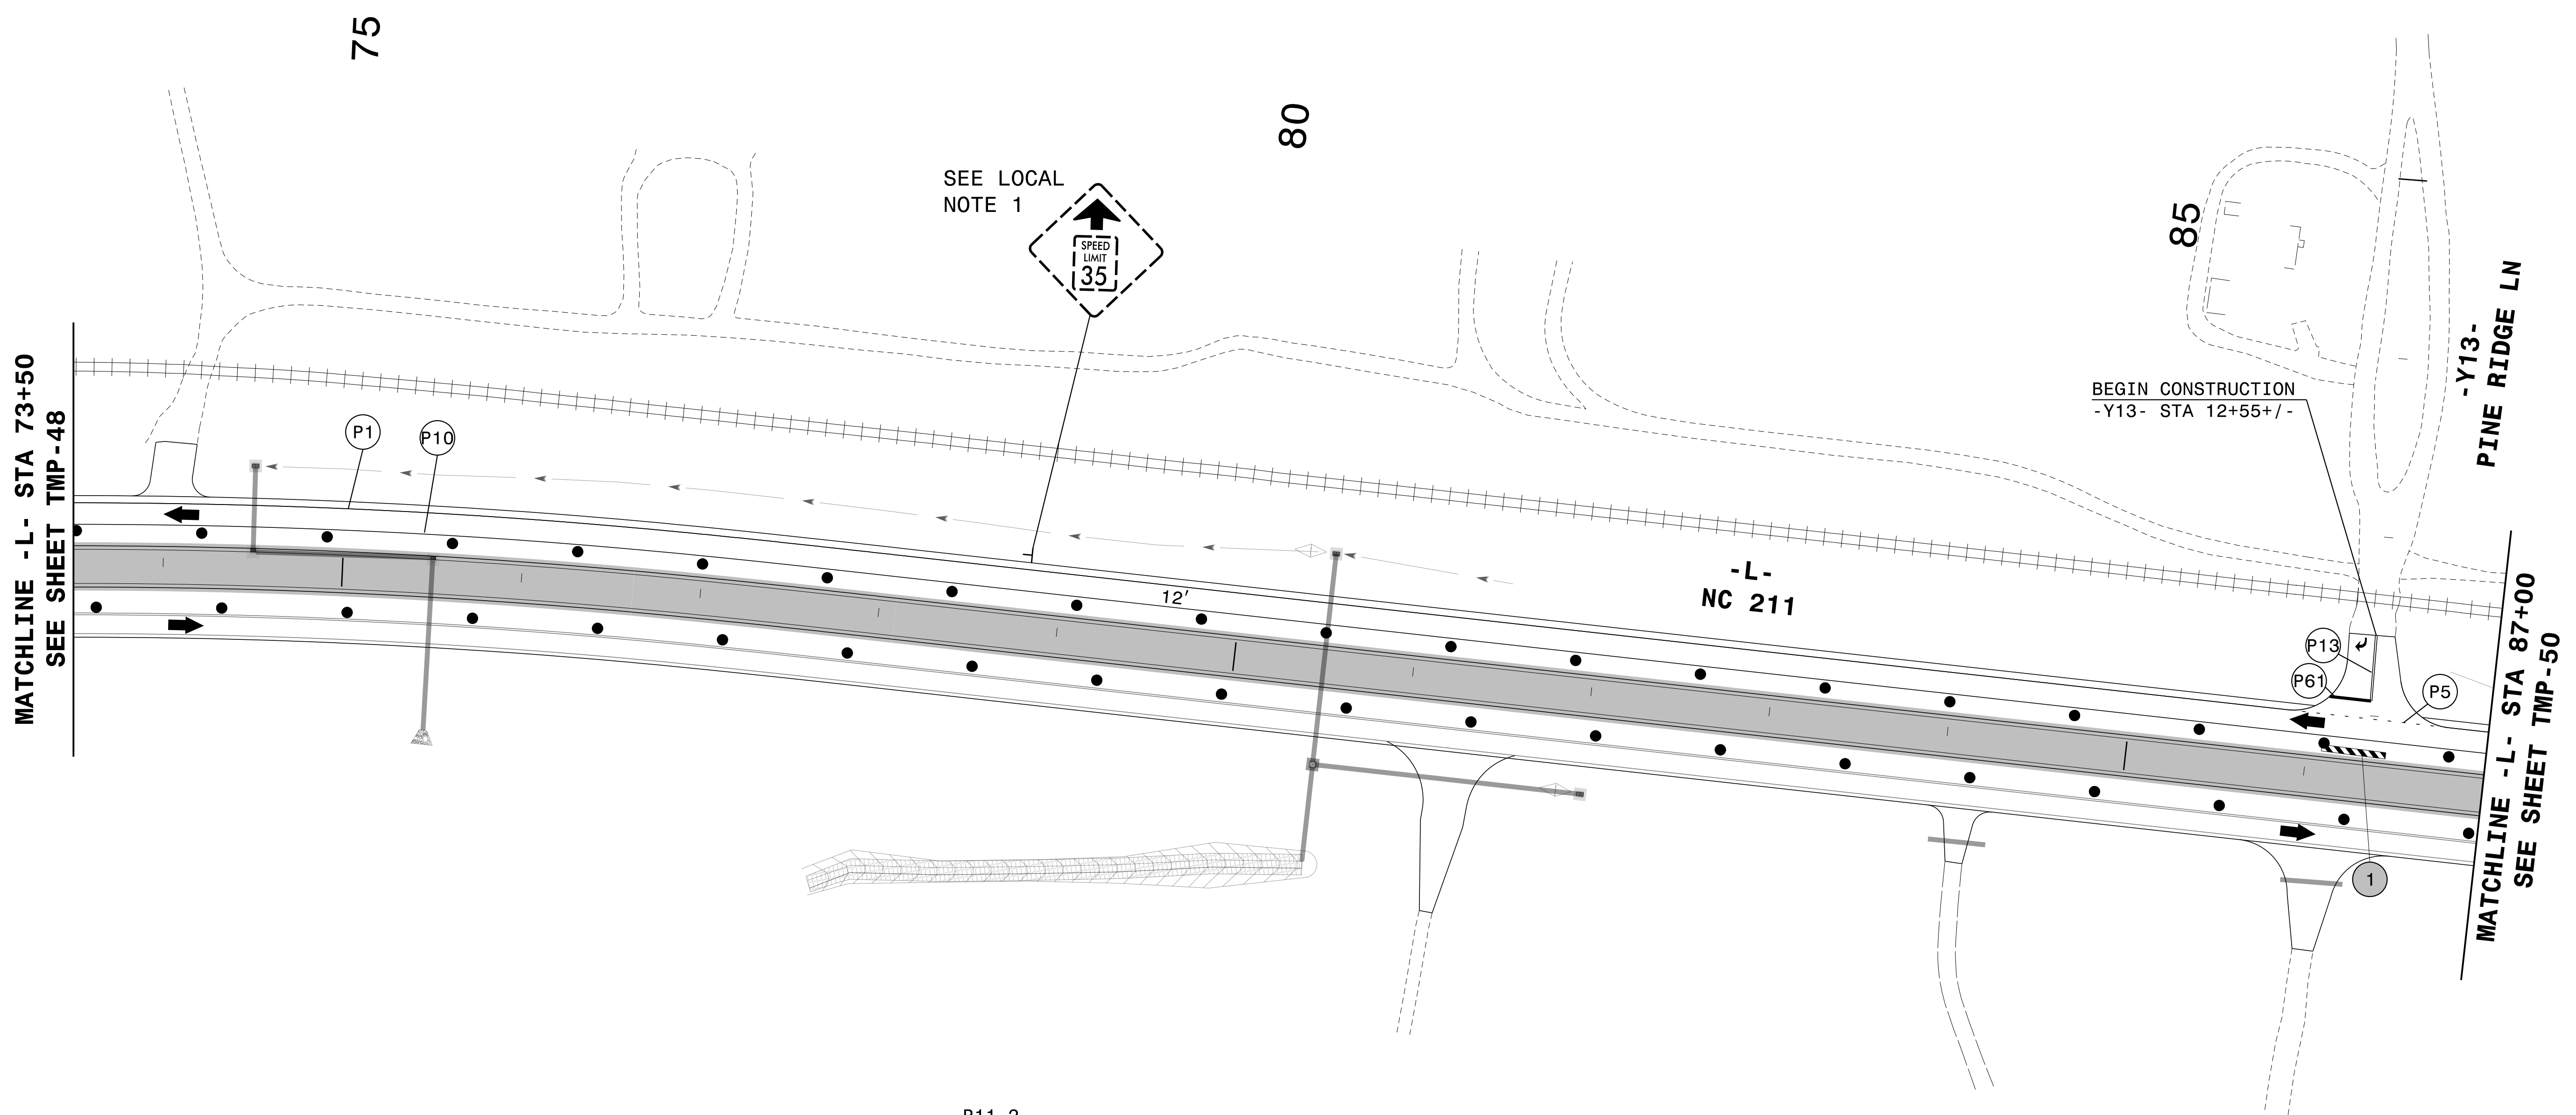 75
80
SEE LOCAL
NOTE 1
SPEED
LIMIT
35
85
-Y13-
PINE RIDGE LN
BEGIN CONSTRUCTION
-Y13- STA 12+55+/-
MATCHLINE -L- STA 73+50
SEE SHEET TMP-48
P1
P10
12'
-L-
NC 211
P13
P61
P5
MATCHLINE -L- STA 87+00
SEE SHEET TMP-50
1